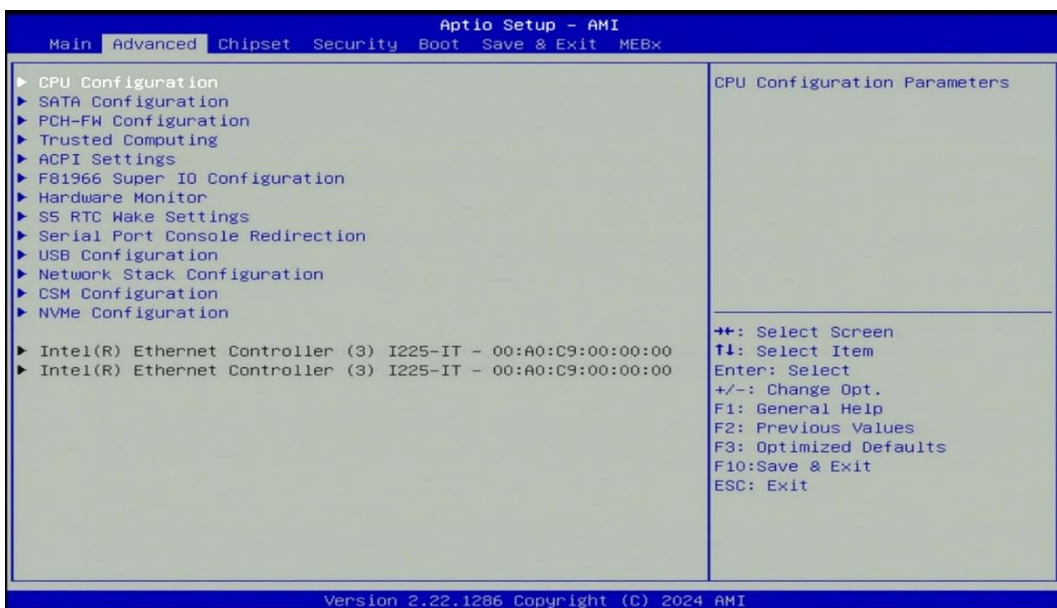 Aptio Setup – AMI
Main Advanced Chipset Security Boot Save & Exit MEBx
▶ CPU Configuration
▶ SATA Configuration
▶ PCH-FW Configuration
▶ Trusted Computing
▶ ACPI Settings
▶ F81966 Super IO Configuration
▶ Hardware Monitor
▶ S5 RTC Wake Settings
▶ Serial Port Console Redirection
▶ USB Configuration
▶ Network Stack Configuration
▶ CSM Configuration
▶ NVMe Configuration
▶ Intel(R) Ethernet Controller (3) I225-IT - 00:A0:C9:00:00:00
▶ Intel(R) Ethernet Controller (3) I225-IT - 00:A0:C9:00:00:00
CPU Configuration Parameters
→←: Select Screen
↑↓: Select Item
Enter: Select
+/-: Change Opt.
F1: General Help
F2: Previous Values
F3: Optimized Defaults
F10:Save & Exit
ESC: Exit
Version 2.22.1286 Copyright (C) 2024 AMI